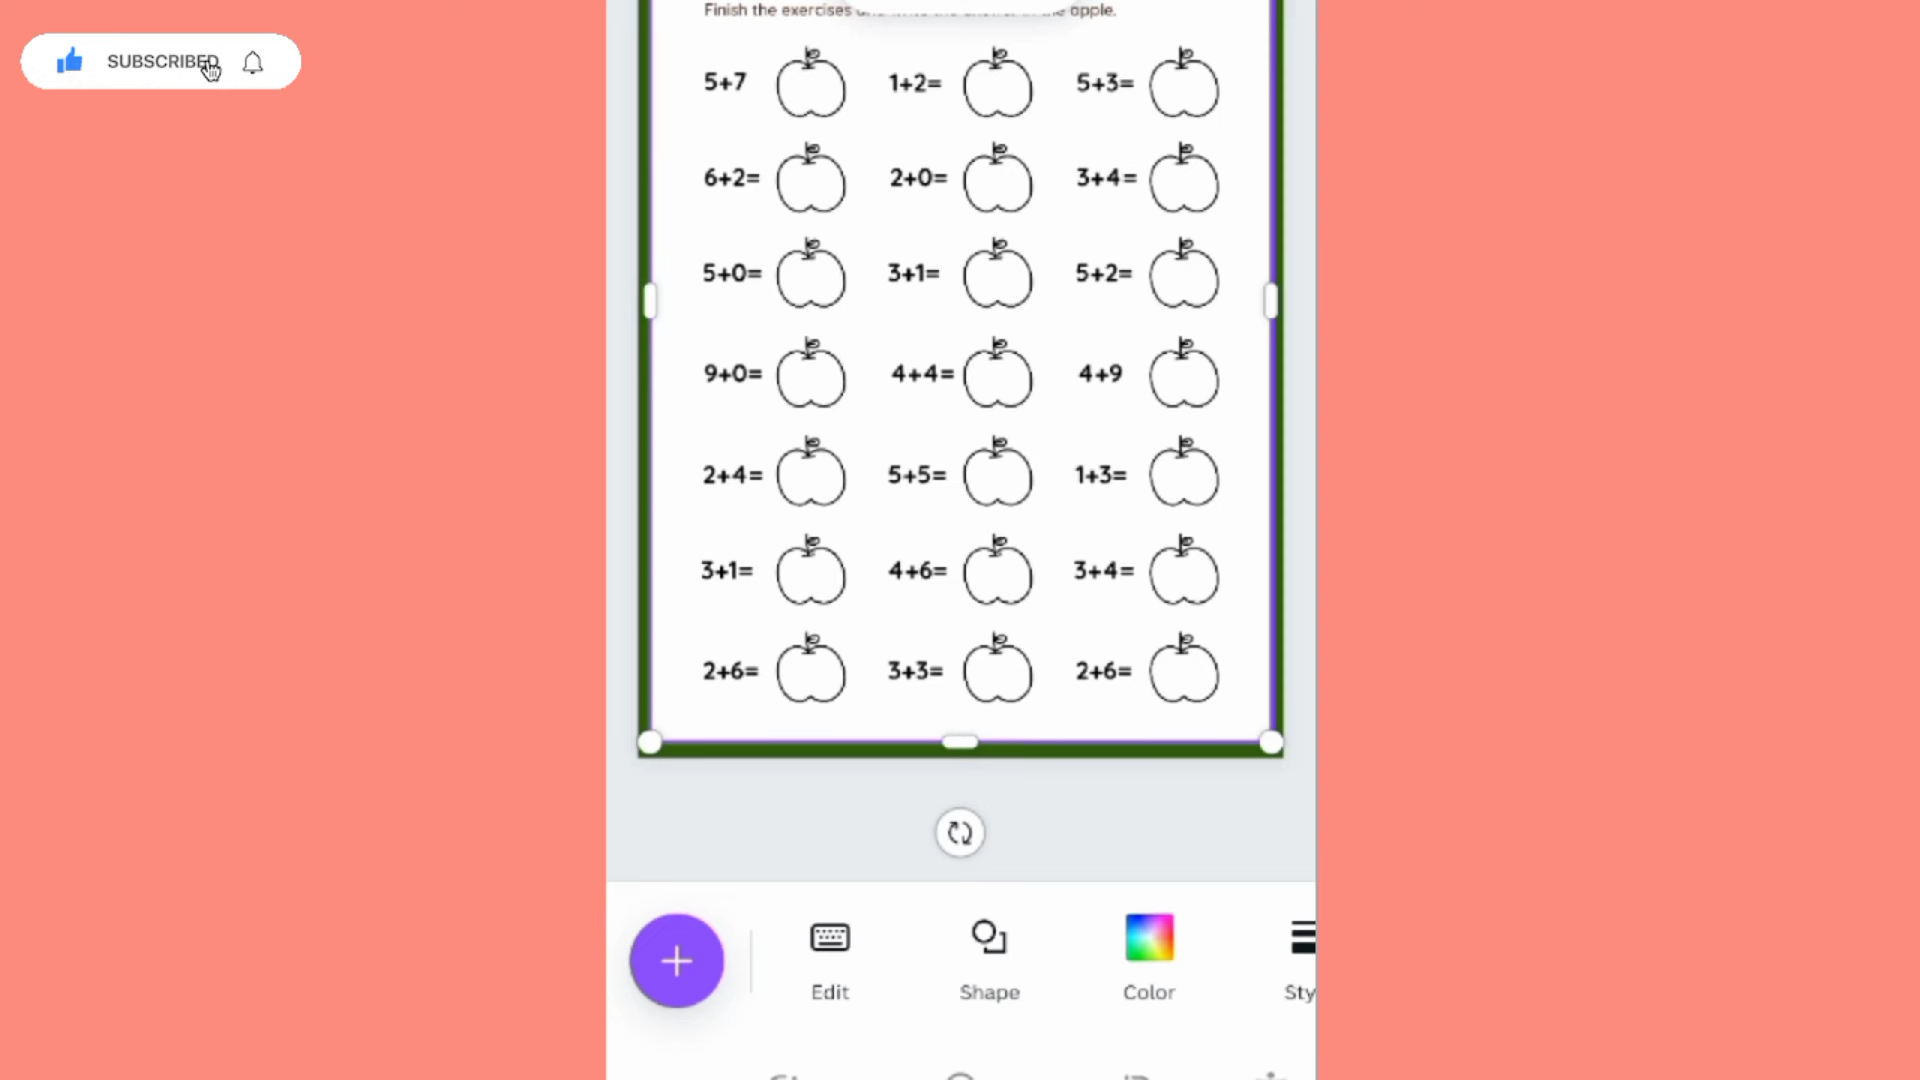 SUBSCRIBED
Finish the exercises apple.
5+7 1+2= 5+3=
6+2= 2+0= 3+4=
5+0= 3+1= 5+2=
9+0= 4+4= 4+9
2+4= 5+5= 1+3=
3+1= 4+6= 3+4=
2+6= 3+3= 2+6=
Edit Shape Color Sty